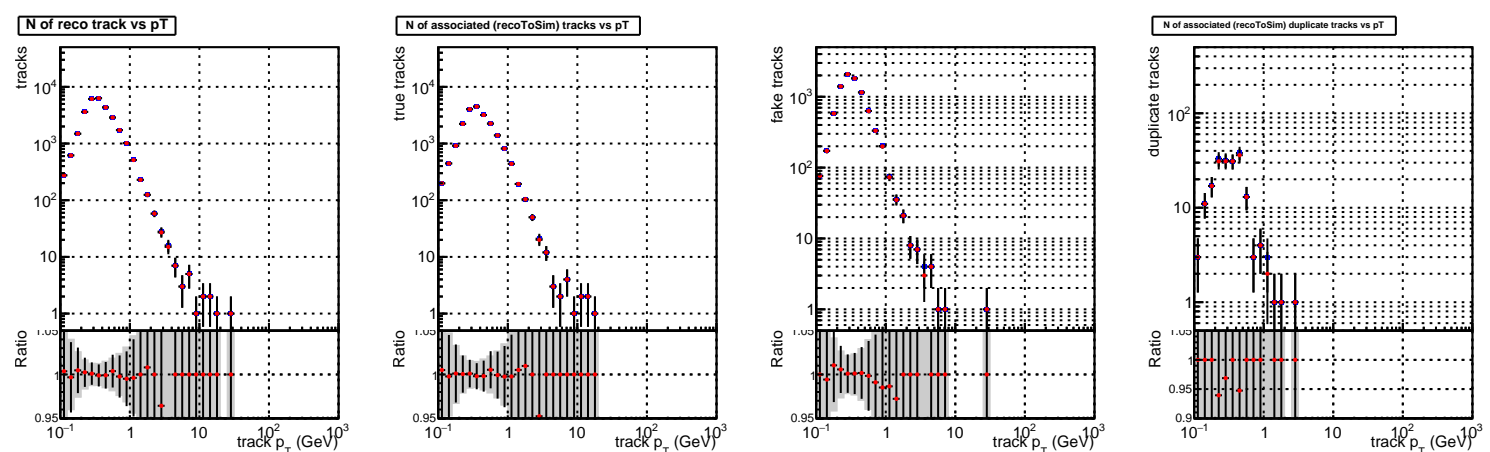 N of reco track vs pT
tracks
10^4
10^3
10^2
10
1
Ratio
1.05
1
0.95
10^-1 1 10 10^2 10^3
track p_T (GeV)
N of associated (recoToSim) tracks vs pT
true tracks
10^4
10^3
10^2
10
1
Ratio
1.05
1
0.95
10^-1 1 10 10^2 10^3
track p_T (GeV)
fake tracks
10^3
10^2
10
1
Ratio
1.05
1
0.95
10^-1 1 10 10^2 10^3
track p_T (GeV)
N of associated (recoToSim) duplicate tracks vs pT
duplicate tracks
10^2
10
1
Ratio
1.05
1
0.95
0.9
10^-1 1 10 10^2 10^3
track p_T (GeV)